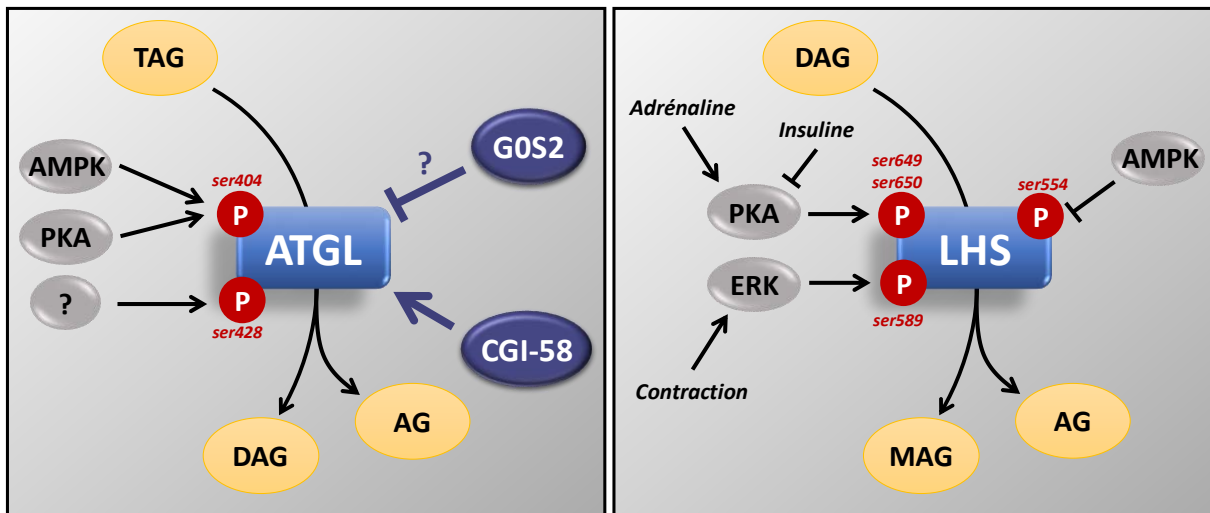 TAG
AMPK
PKA
?
ser404
P
ATGL
P
ser428
?
G0S2
CGI-58
DAG
AG
DAG
Adrénaline
Insuline
PKA
ERK
Contraction
ser649
ser650
P
ser554
P
AMPK
LHS
P
ser589
MAG
AG